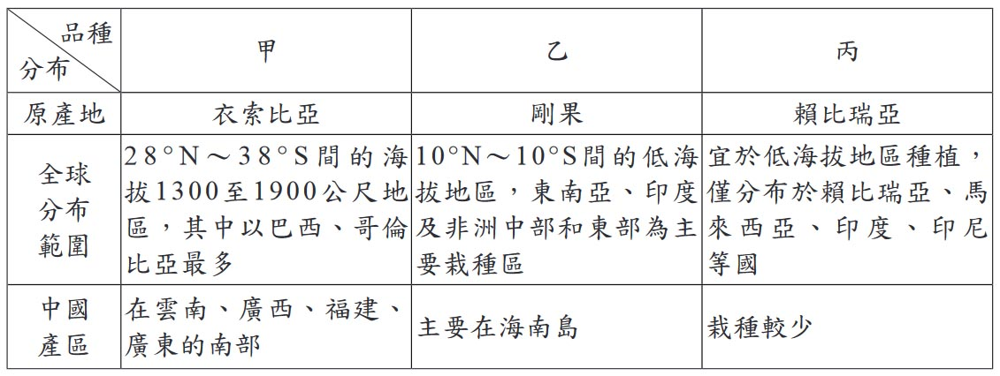 品種
分布
甲
乙
丙
原產地
衣索比亞
剛果
賴比瑞亞
全球
分布
範圍
28°N～38°S間的海
拔1300至1900公尺地
區，其中以巴西、哥倫
比亞最多
10°N～10°S間的低海
拔地區，東南亞、印度
及非洲中部和東部為主
要栽種區
宜於低海拔地區種植，
僅分布於賴比瑞亞、馬
來西亞、印度、印尼
等國
中國
產區
在雲南、廣西、福建、
廣東的南部
主要在海南島
栽種較少